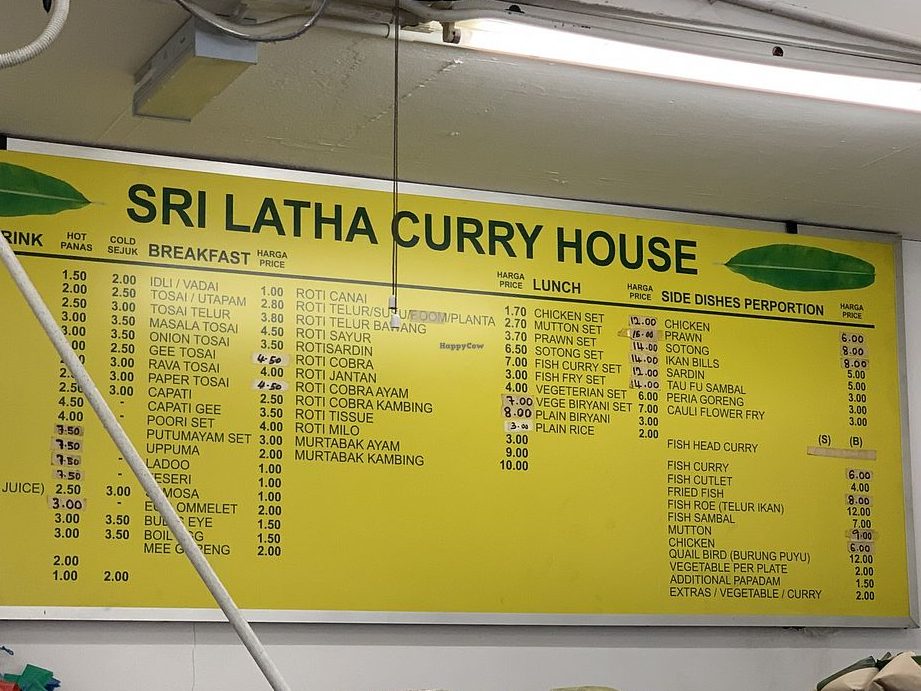 SRI LATHA CURRY HOUSE
HOT PANAS
1.50
2.00
2.50
3.00
3.00
3.00
2.50
4.50
4.00
7.50
7.50
7.50
7.50
JUICE) 2.50
3.00
3.00
3.00
2.00
1.00
COLD SEJUK
2.00
2.50
3.00
3.50
3.50
2.50
3.00
3.00
3.00
-
-
-
3.00
-
3.50
3.50
2.00
BREAKFAST HARGA PRICE
IDLI / VADAI 1.00
TOSAI / UTAPAM 2.80
TOSAI TELUR 3.80
MASALA TOSAI 4.50
ONION TOSAI 3.50
GEE TOSAI 4.50
RAVA TOSAI 4.00
PAPER TOSAI 4.50
CAPATI 2.50
CAPATI GEE 3.50
POORI SET 4.00
PUTUMAYAM SET 3.00
UPPUMA 2.00
LADOO 1.00
1.00
1.00
2.00
EYE 1.50
1.50
MEE 2.00
ROTI CANAI 1.70
ROTI 2.70
ROTI TELUR 3.70
ROTI SAYUR 6.50
ROTISARDIN 7.00
ROTI COBRA 3.00
ROTI JANTAN 4.00
ROTI COBRA AYAM 7.00
ROTI COBRA KAMBING 8.00
ROTI TISSUE 3.00
ROTI MILO 3.00
MURTABAK AYAM 9.00
MURTABAK KAMBING 10.00
HARGA PRICE
LUNCH HARGA PRICE
CHICKEN SET 12.00
MUTTON SET 16.00
PRAWN SET 14.00
SOTONG SET 14.00
FISH CURRY SET 12.00
FISH FRY SET 14.00
VEGETERIAN SET 6.00
VEGE BIRYANI SET 7.00
PLAIN BIRYANI 3.00
PLAIN RICE 2.00
SIDE DISHES PERPORTION HARGA PRICE
CHICKEN 6.00
PRAWN 8.00
SOTONG 8.00
IKAN BILIS 5.00
SARDIN 5.00
TAU FU SAMBAL 3.00
PERIA GORENG 3.00
CAULI FLOWER FRY 3.00
(S) (B)
FISH HEAD CURRY
FISH CURRY 6.00
FISH CUTLET 4.00
FRIED FISH 8.00
FISH ROE (TELUR IKAN) 12.00
FISH SAMBAL 7.00
MUTTON 9.00
CHICKEN 6.00
QUAIL BIRD (BURUNG PUYU) 12.00
VEGETABLE PER PLATE 2.00
ADDITIONAL PAPADAM 1.50
EXTRAS / VEGETABLE / CURRY 2.00
HappyCow